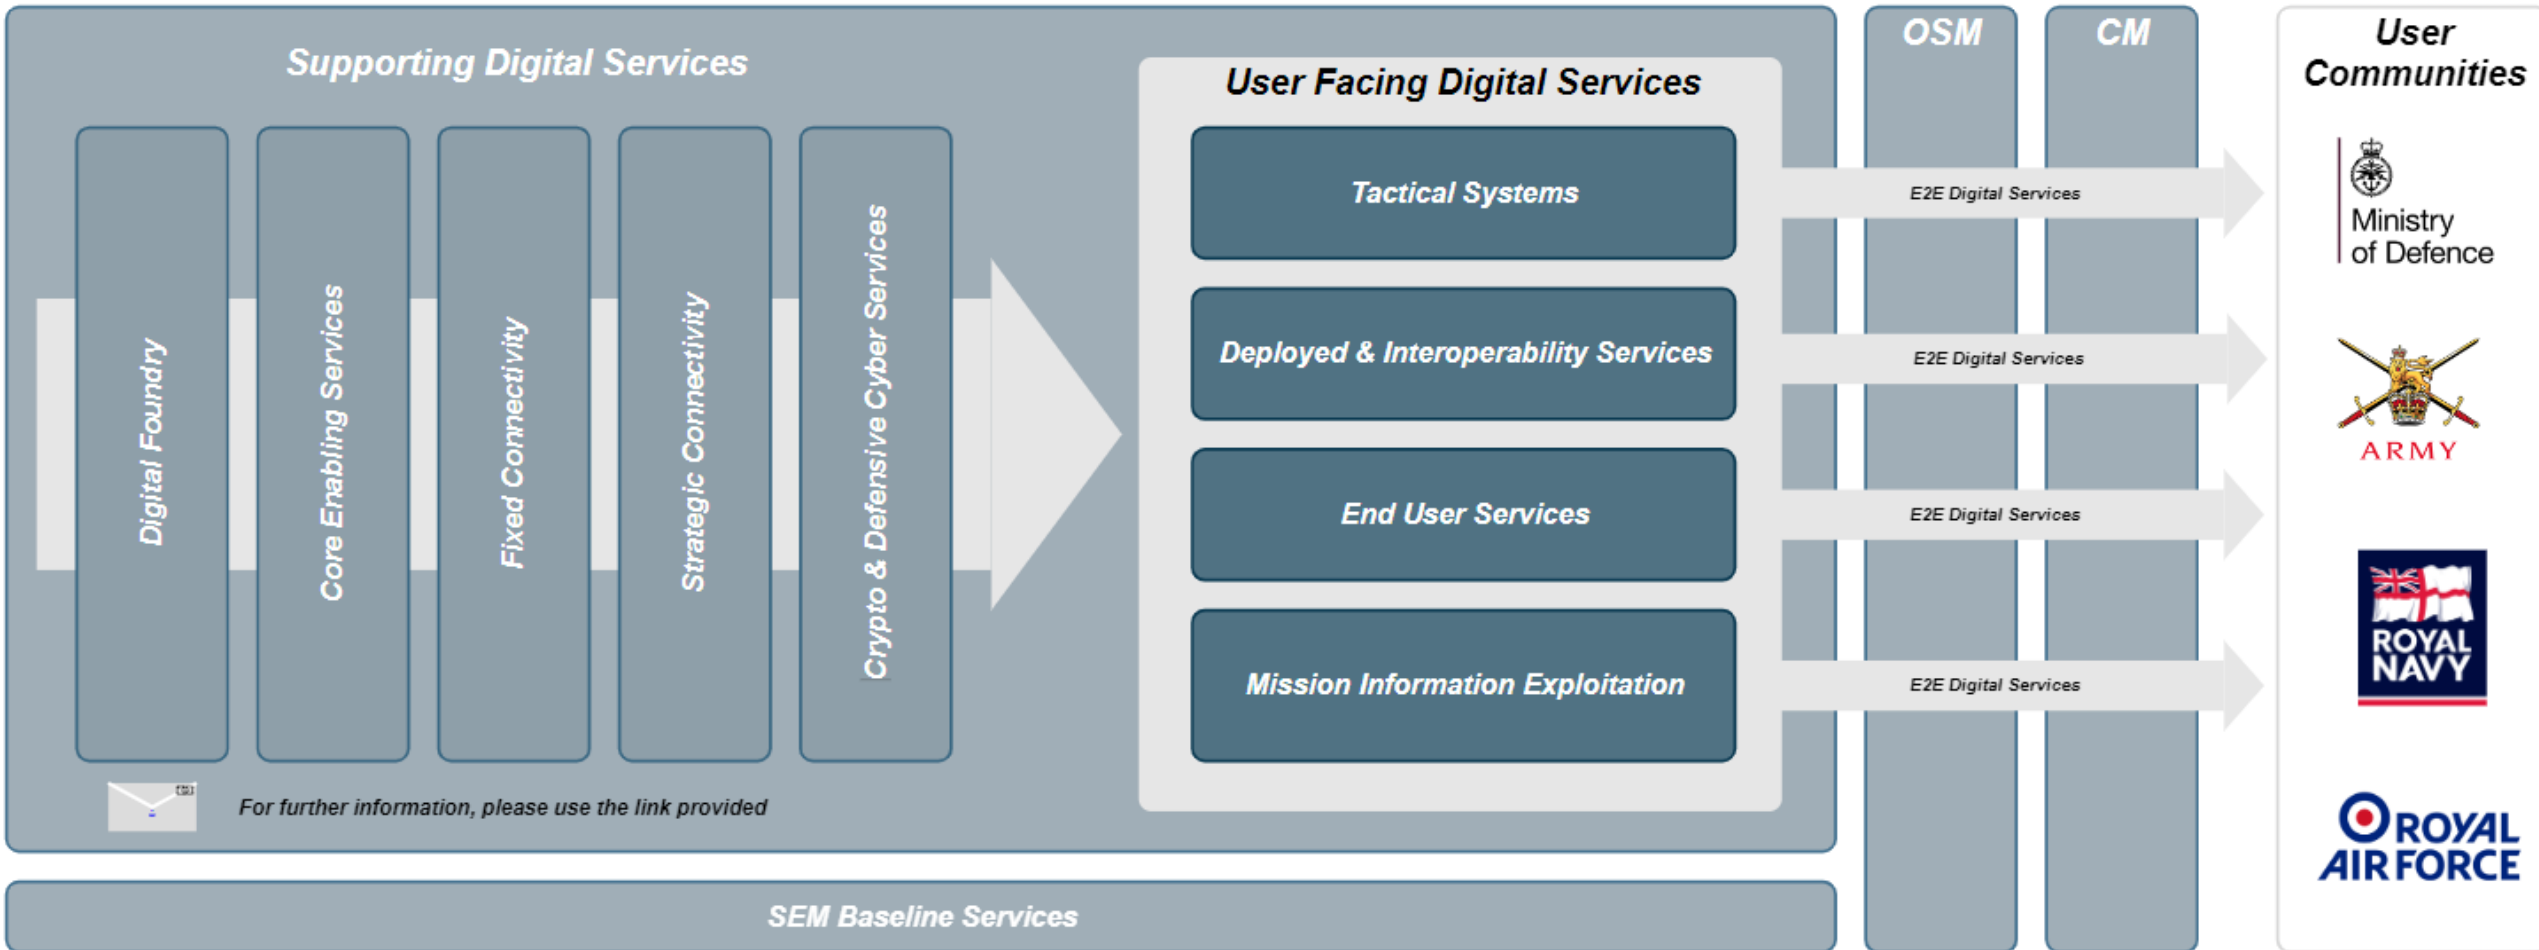 Supporting Digital Services
Digital Foundry
Core Enabling Services
Fixed Connectivity
Strategic Connectivity
Crypto & Defensive Cyber Services
For further information, please use the link provided
User Facing Digital Services
Tactical Systems
Deployed & Interoperability Services
End User Services
Mission Information Exploitation
SEM Baseline Services
OSM
CM
E2E Digital Services
E2E Digital Services
E2E Digital Services
E2E Digital Services
User
Communities
Ministry
of Defence
ARMY
ROYAL
NAVY
ROYAL
AIR FORCE